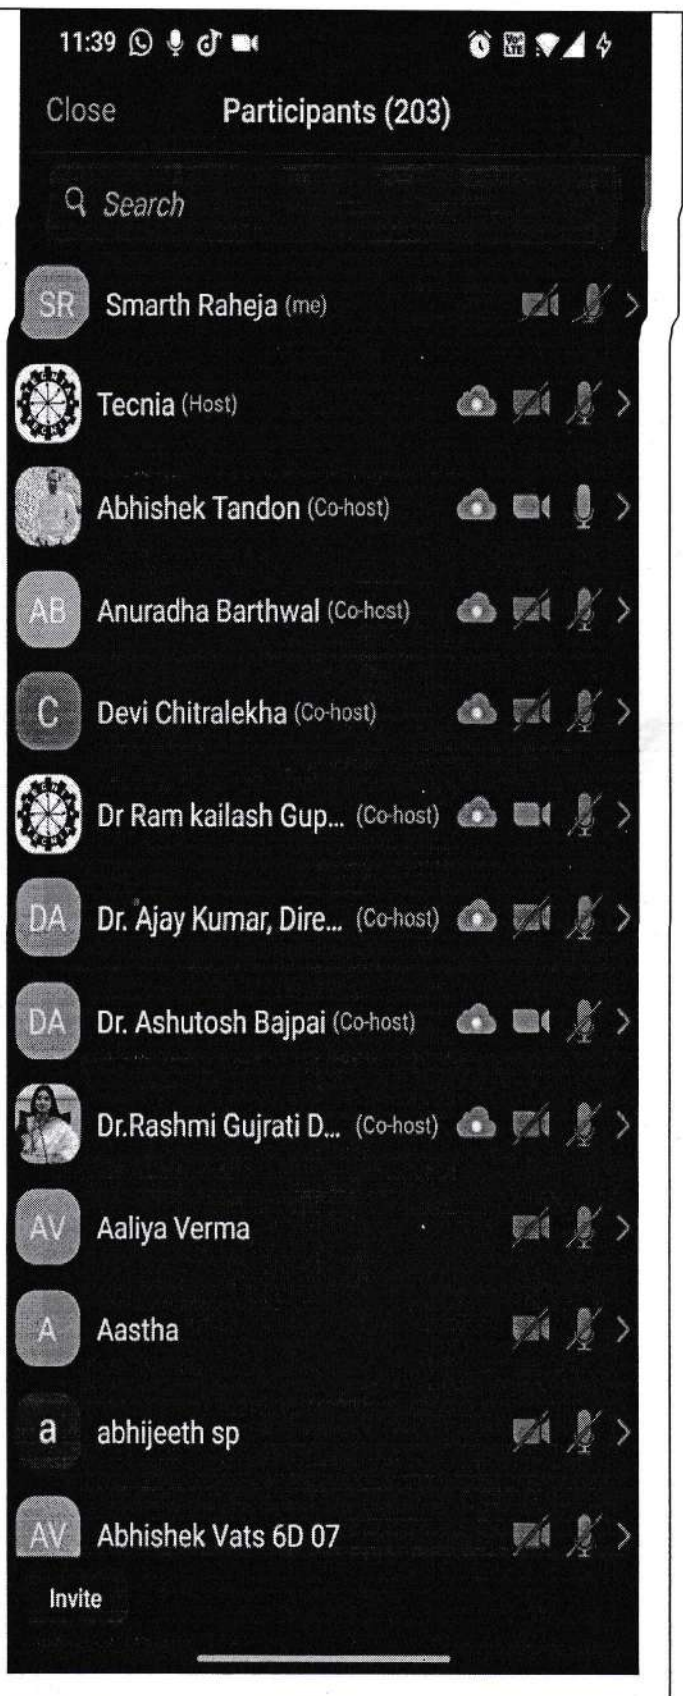 11:39
Close Participants (203)
Search
SR Smarth Raheja (me)
TECNIA Tecnia (Host)
Abhishek Tandon (Co-host)
AB Anuradha Barthwal (Co-host)
C Devi Chitralekha (Co-host)
TECNIA Dr Ram kailash Gup... (Co-host)
DA Dr. Ajay Kumar, Dire... (Co-host)
DA Dr. Ashutosh Bajpai (Co-host)
Dr.Rashmi Gujrati D... (Co-host)
AV Aaliya Verma
A Aastha
a abhijeeth sp
AV Abhishek Vats 6D 07
Invite